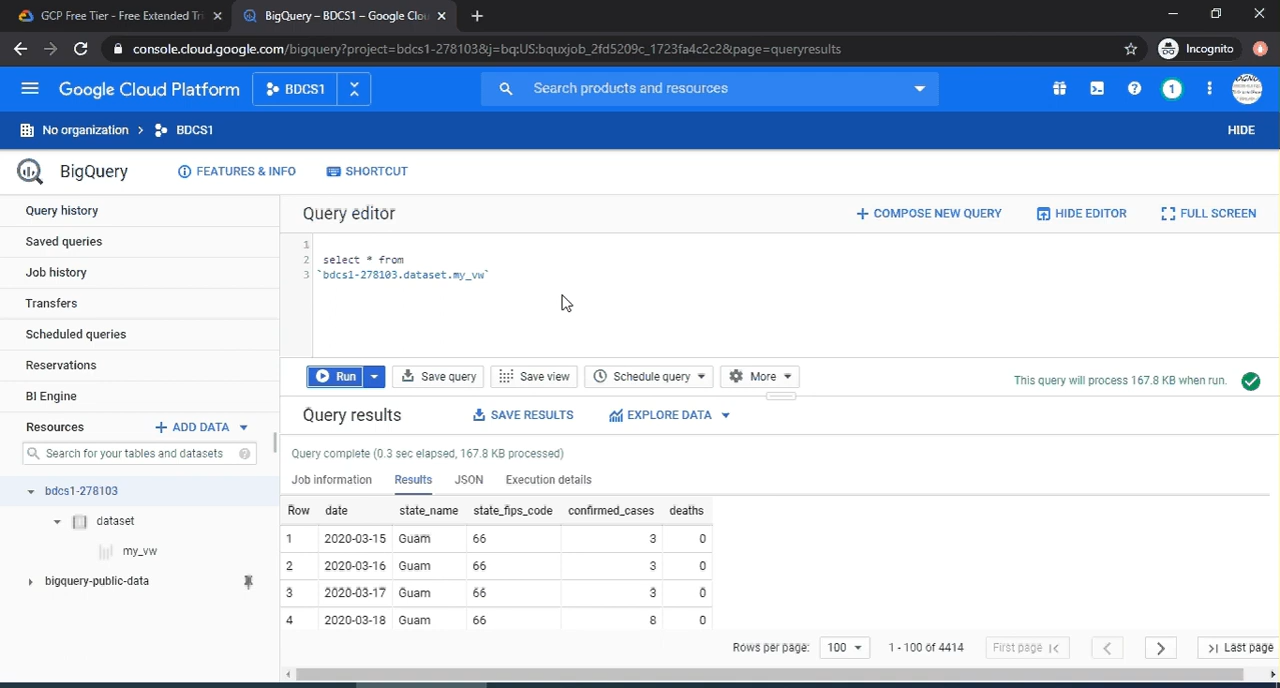 GCP Free Tier - Free Extended Tri
BigQuery – BDCS1 – Google Clou
console.cloud.google.com/bigquery?project=bdcs1-278103&j=bq:US:bquxjob_2fd5209c_1723fa4c2c2&page=queryresults
Incognito
Google Cloud Platform
BDCS1
Search products and resources
1
No organization
BDCS1
HIDE
BigQuery
FEATURES & INFO
SHORTCUT
Query history
Saved queries
Job history
Transfers
Scheduled queries
Reservations
BI Engine
Resources
ADD DATA
Search for your tables and datasets
bdcs1-278103
dataset
my_vw
bigquery-public-data
Query editor
COMPOSE NEW QUERY
HIDE EDITOR
FULL SCREEN
1
2 select * from
3 `bdcs1-278103.dataset.my_vw`
Run
Save query
Save view
Schedule query
More
This query will process 167.8 KB when run.
Query results
SAVE RESULTS
EXPLORE DATA
Query complete (0.3 sec elapsed, 167.8 KB processed)
Job information Results JSON Execution details
Row date state_name state_fips_code confirmed_cases deaths
1 2020-03-15 Guam 66 3 0
2 2020-03-16 Guam 66 3 0
3 2020-03-17 Guam 66 3 0
4 2020-03-18 Guam 66 8 0
Rows per page: 100 1 - 100 of 4414 First page Last page